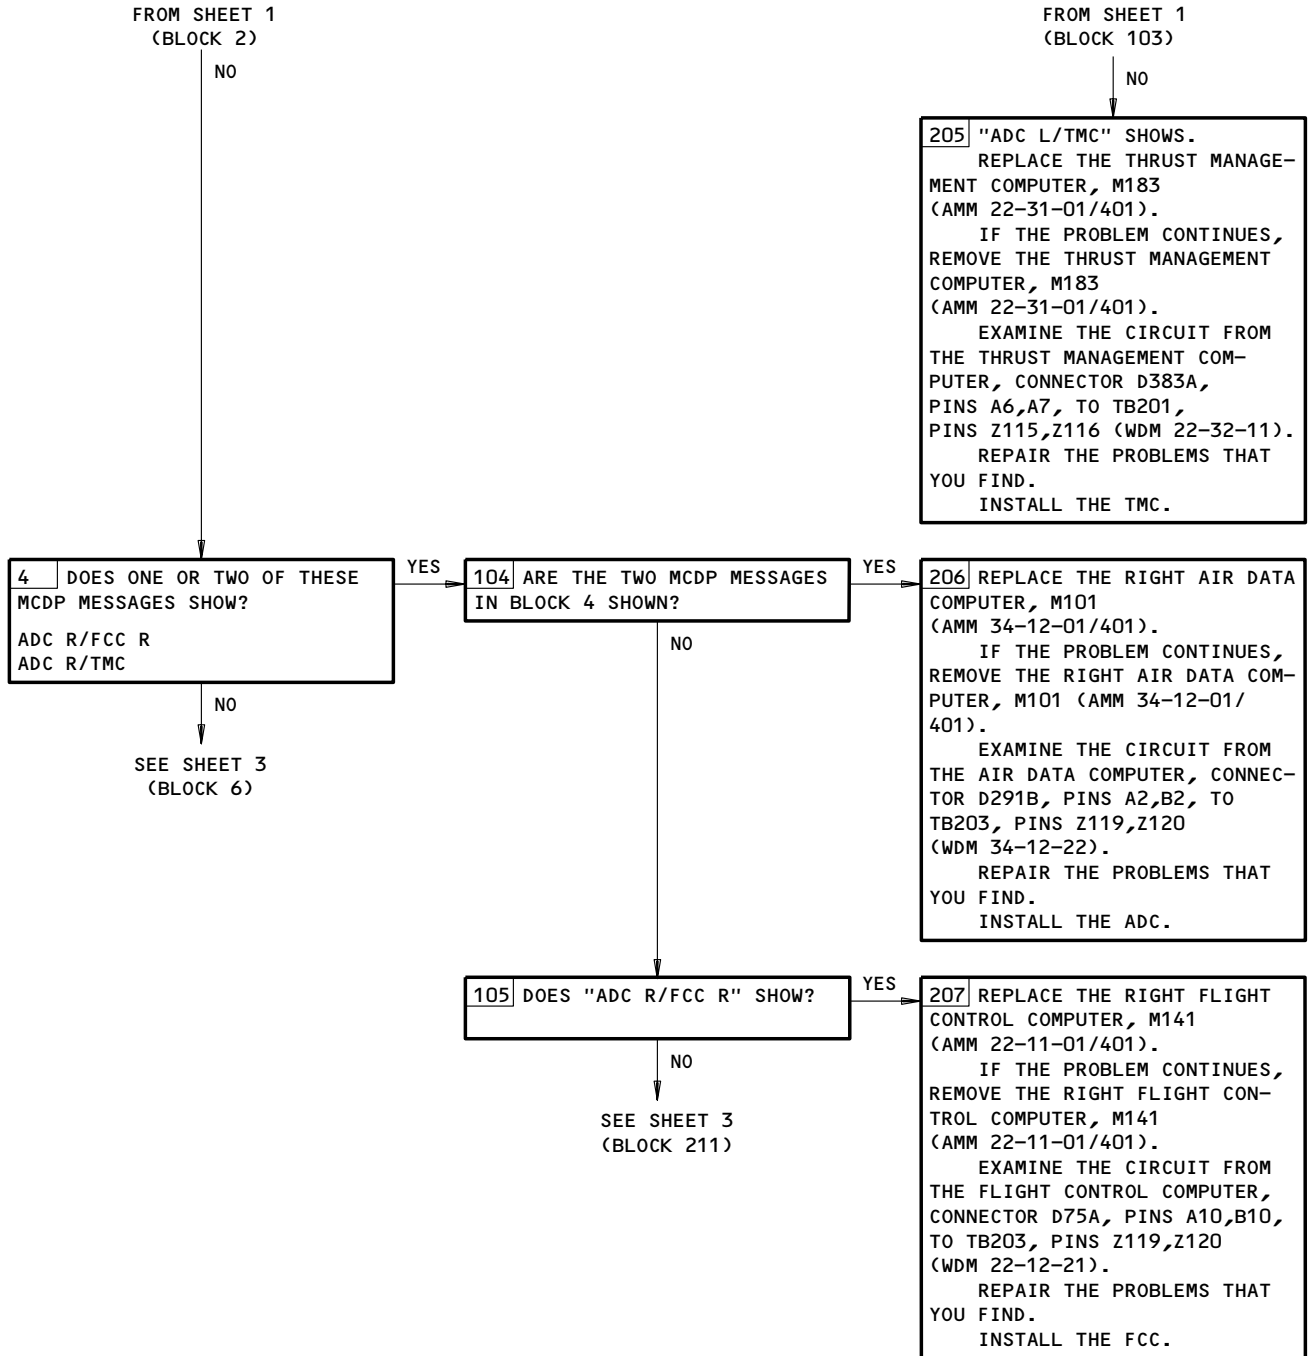 FROM SHEET 1
(BLOCK 2)
NO
FROM SHEET 1
(BLOCK 103)
NO
205 "ADC L/TMC" SHOWS.
REPLACE THE THRUST MANAGE-
MENT COMPUTER, M183
(AMM 22-31-01/401).
IF THE PROBLEM CONTINUES,
REMOVE THE THRUST MANAGEMENT
COMPUTER, M183
(AMM 22-31-01/401).
EXAMINE THE CIRCUIT FROM
THE THRUST MANAGEMENT COM-
PUTER, CONNECTOR D383A,
PINS A6,A7, TO TB201,
PINS Z115,Z116 (WDM 22-32-11).
REPAIR THE PROBLEMS THAT
YOU FIND.
INSTALL THE TMC.
4 DOES ONE OR TWO OF THESE
MCDP MESSAGES SHOW?
ADC R/FCC R
ADC R/TMC
YES
NO
SEE SHEET 3
(BLOCK 6)
104 ARE THE TWO MCDP MESSAGES
IN BLOCK 4 SHOWN?
YES
NO
206 REPLACE THE RIGHT AIR DATA
COMPUTER, M101
(AMM 34-12-01/401).
IF THE PROBLEM CONTINUES,
REMOVE THE RIGHT AIR DATA COM-
PUTER, M101 (AMM 34-12-01/
401).
EXAMINE THE CIRCUIT FROM
THE AIR DATA COMPUTER, CONNEC-
TOR D291B, PINS A2,B2, TO
TB203, PINS Z119,Z120
(WDM 34-12-22).
REPAIR THE PROBLEMS THAT
YOU FIND.
INSTALL THE ADC.
105 DOES "ADC R/FCC R" SHOW?
YES
NO
SEE SHEET 3
(BLOCK 211)
207 REPLACE THE RIGHT FLIGHT
CONTROL COMPUTER, M141
(AMM 22-11-01/401).
IF THE PROBLEM CONTINUES,
REMOVE THE RIGHT FLIGHT CON-
TROL COMPUTER, M141
(AMM 22-11-01/401).
EXAMINE THE CIRCUIT FROM
THE FLIGHT CONTROL COMPUTER,
CONNECTOR D75A, PINS A10,B10,
TO TB203, PINS Z119,Z120
(WDM 22-12-21).
REPAIR THE PROBLEMS THAT
YOU FIND.
INSTALL THE FCC.